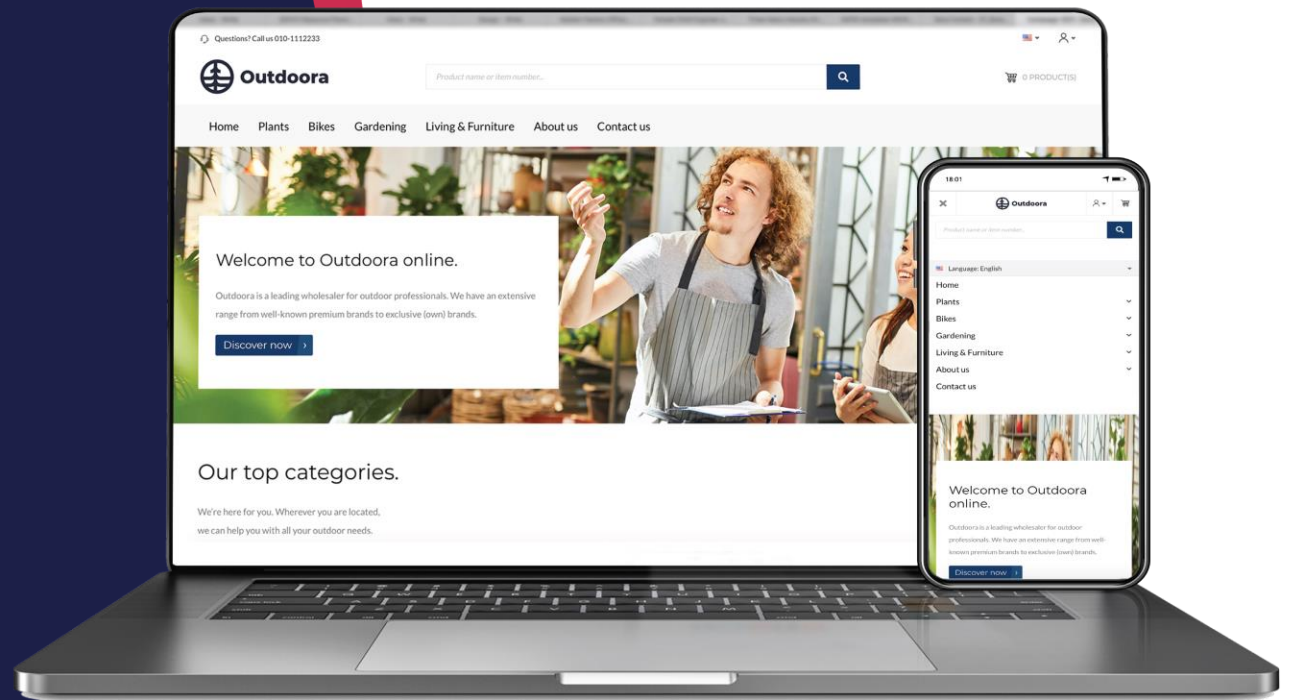 Questions? Call us 010-1112233
Outdoora
Product name or item number...
0 PRODUCT(S)
Home Plants Bikes Gardening Living & Furniture About us Contact us
Welcome to Outdoora online.
Outdoora is a leading wholesaler for outdoor professionals. We have an extensive
range from well-known premium brands to exclusive (own) brands.
Discover now
Our top categories.
We're here for you. Wherever you are located,
we can help you with all your outdoor needs.
18:01
Outdoora
Product name or item number...
Language: English
Home
Plants
Bikes
Gardening
Living & Furniture
About us
Contact us
Welcome to Outdoora
online.
Outdoora is a leading wholesaler for outdoor
professionals. We have an extensive range from well-
known premium brands to exclusive (own) brands.
Discover now